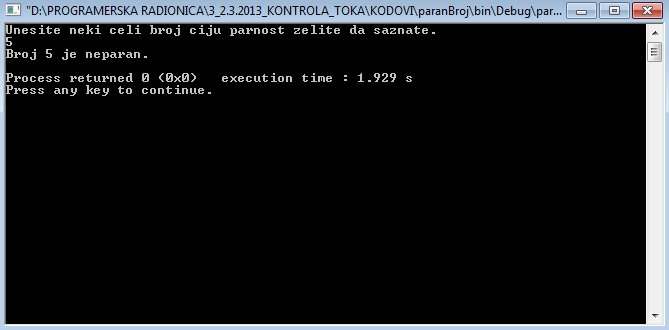 "D:\PROGRAMERSKA RADIONICA\3_2.3.2013_KONTROLA_TOKA\KODOVI\paranBroj\bin\Debug\par...
Unesite neki celi broj ciju parnost zelite da saznate.
5
Broj 5 je neparan.
Process returned 0 (0x0)   execution time : 1.929 s
Press any key to continue.